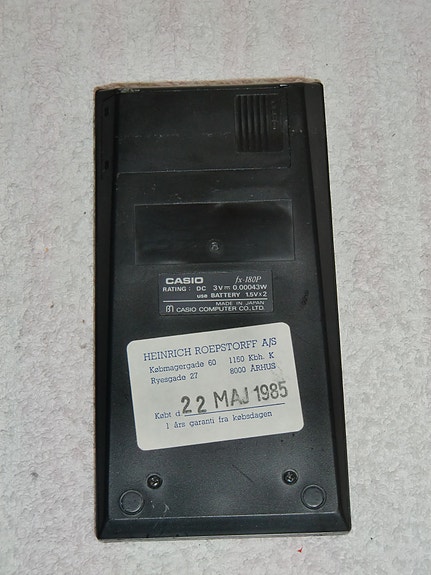 CASIO fx-180P
RATING: DC 3V⎓0.00043W
use BATTERY 1.5V×2
MADE IN JAPAN
CASIO COMPUTER CO., LTD.
HEINRICH ROEPSTORFF A/S
Købmagergade 60 1150 Kbh. K
Ryesgade 27 8000 ÅRHUS
Købt d. 22 MAJ 1985
1 års garanti fra købsdagen